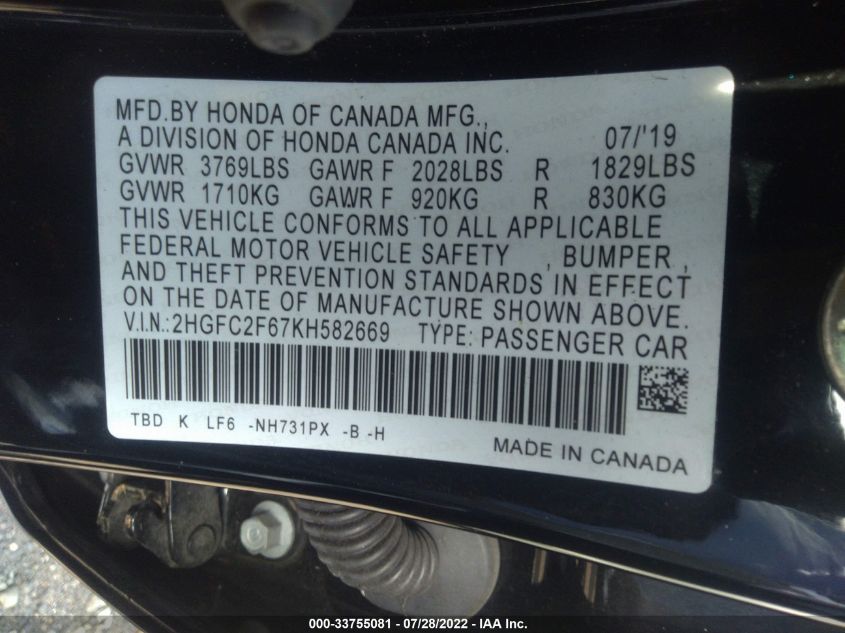 MFD.BY HONDA OF CANADA MFG.,
A DIVISION OF HONDA CANADA INC. 07/'19
GVWR 3769LBS GAWR F 2028LBS R 1829LBS
GVWR 1710KG GAWR F 920KG R 830KG
THIS VEHICLE CONFORMS TO ALL APPLICABLE
FEDERAL MOTOR VEHICLE SAFETY , BUMPER ,
AND THEFT PREVENTION STANDARDS IN EFFECT
ON THE DATE OF MANUFACTURE SHOWN ABOVE.
V.I.N.:2HGFC2F67KH582669 TYPE: PASSENGER CAR
TBD K LF6 -NH731PX -B -H
MADE IN CANADA
000-33755081 / 07/28/2022 - IAA Inc.